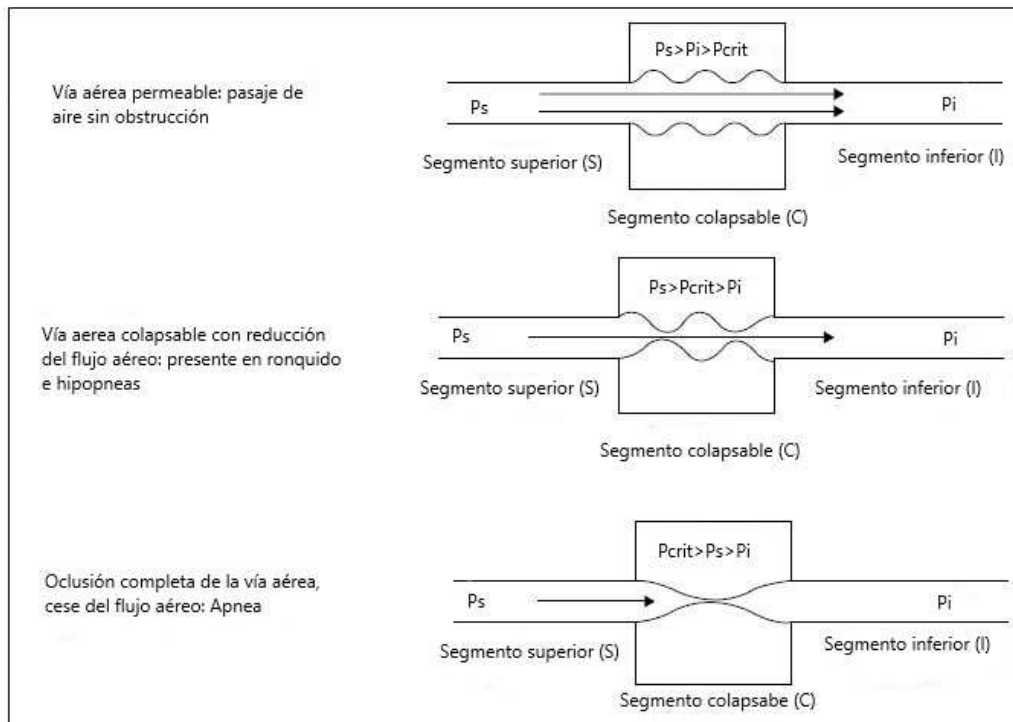 Vía aérea permeable: pasaje de
aire sin obstrucción
Ps>Pi>Pcrit
Ps
Pi
Segmento superior (S)
Segmento inferior (I)
Segmento colapsable (C)
Vía aerea colapsable con reducción
del flujo aéreo: presente en ronquido
e hipopneas
Ps>Pcrit>Pi
Ps
Pi
Segmento superior (S)
Segmento inferior (I)
Segmento colapsable (C)
Oclusión completa de la vía aérea,
cese del flujo aéreo: Apnea
Pcrit>Ps>Pi
Ps
Pi
Segmento superior (S)
Segmento inferior (I)
Segmento colapsabe (C)